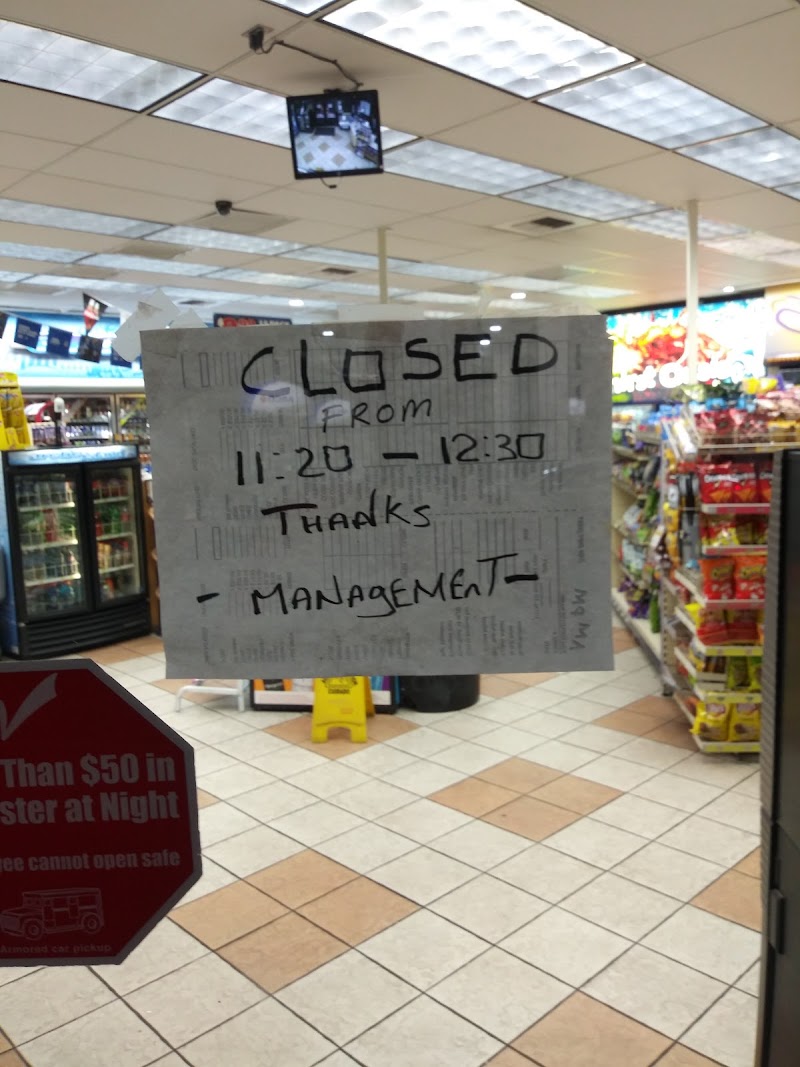 CLOSED
FROM
11:20 – 12:30
THANKS
- MANAGEMENT -
Than $50 in
ster at Night
ee cannot open safe
Armored car pickup